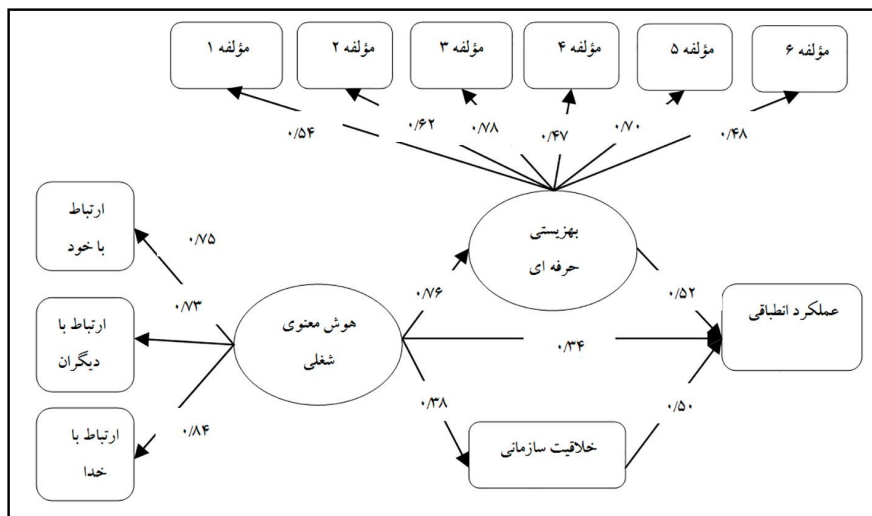 مؤلفه ۱
مؤلفه ۲
مؤلفه ۳
مؤلفه ۴
مؤلفه ۵
مؤلفه ۶
۰/۵۴
۰/۶۲
۰/۷۸
۰/۴۷
۰/۷۰
۰/۴۸
ارتباط
با خود
۰/۷۵
بهزیستی
حرفه ای
۰/۷۳
۰/۷۶
۰/۵۲
ارتباط با
دیگران
هوش معنوی
شغلی
عملکرد انطباقی
۰/۳۴
۰/۳۸
۰/۵۰
ارتباط با
خدا
۰/۸۴
خلاقیت سازمانی